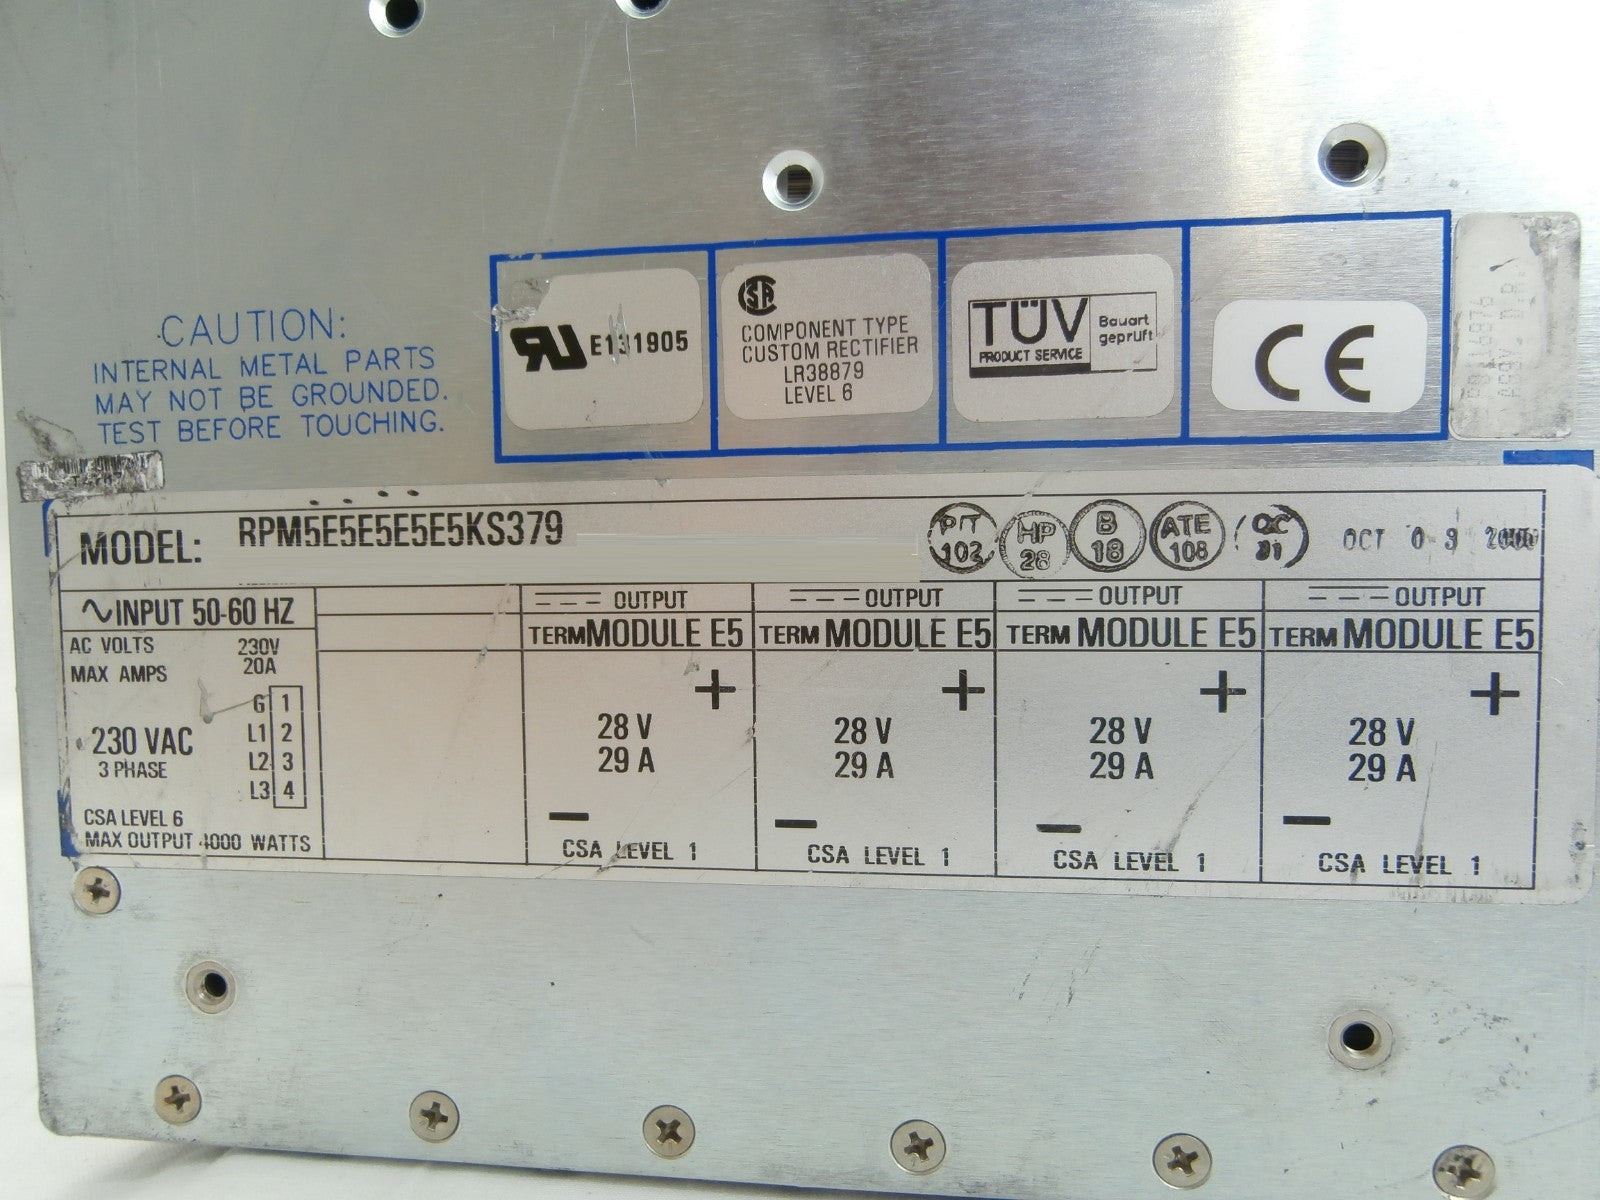 CAUTION:
INTERNAL METAL PARTS
MAY NOT BE GROUNDED.
TEST BEFORE TOUCHING.
E131905
CSA
COMPONENT TYPE
CUSTOM RECTIFIER
LR38879
LEVEL 6
TÜV
PRODUCT SERVICE
Bauart
geprüft
CE
MODEL: RPM5E5E5E5E5KS379
P/T
102
HP
28
B
18
ATE
108
QC
OCT 0 3
INPUT 50-60 HZ
AC VOLTS 230V
MAX AMPS 20A
G 1
L1 2
L2 3
L3 4
230 VAC
3 PHASE
CSA LEVEL 6
MAX OUTPUT 4000 WATTS
OUTPUT
TERM MODULE E5
+
28 V
29 A
–
CSA LEVEL 1
OUTPUT
TERM MODULE E5
+
28 V
29 A
–
CSA LEVEL 1
OUTPUT
TERM MODULE E5
+
28 V
29 A
–
CSA LEVEL 1
OUTPUT
TERM MODULE E5
+
28 V
29 A
–
CSA LEVEL 1